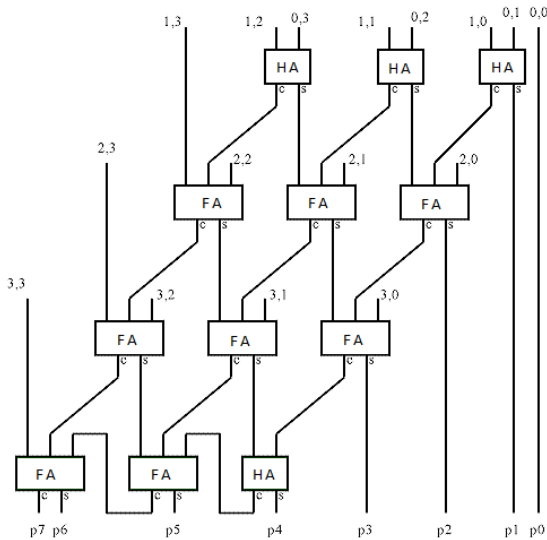 1,3 1,2 0,3 1,1 0,2 1,0 0,1 0,0
HA HA HA
c s c s c s
2,3 2,2 2,1 2,0
FA FA FA
c s c s c s
3,3 3,2 3,1 3,0
FA FA FA
c s c s c s
FA FA HA
c s c s c s
p7 p6 p5 p4 p3 p2 p1 p0